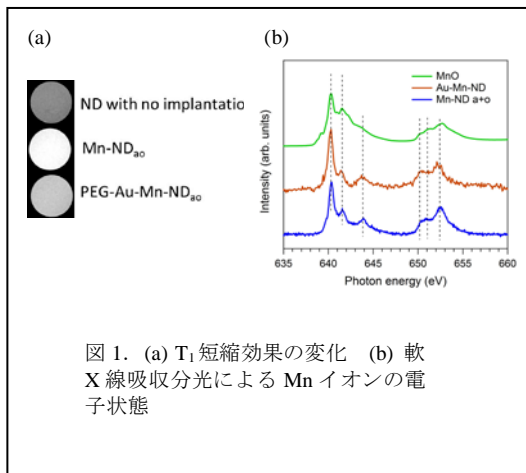 (a)
(b)
ND with no implantatio
Mn-NDao
PEG-Au-Mn-NDao
MnO
Au-Mn-ND
Mn-ND a+o
Intensity (arb. units)
635 640 645 650 655 660
Photon energy (eV)
図 1. (a) T1 短縮効果の変化 (b) 軟
X 線吸収分光による Mn イオンの電
子状態